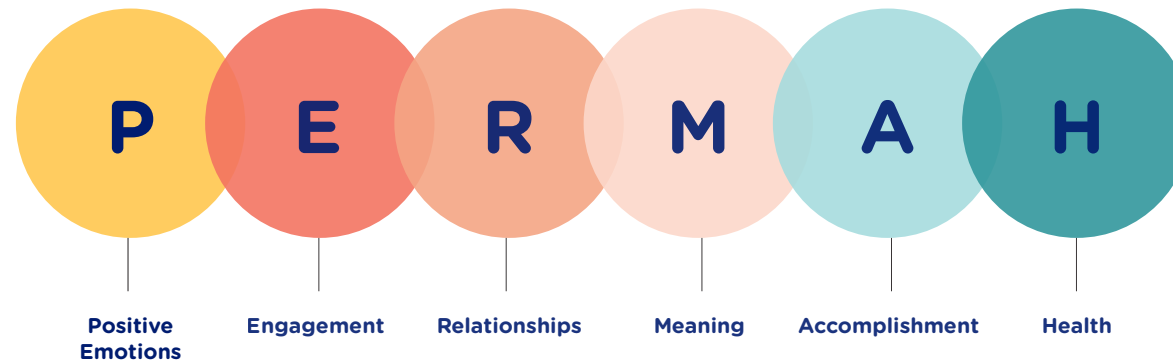 P E R M A H
Positive Emotions
Engagement
Relationships
Meaning
Accomplishment
Health